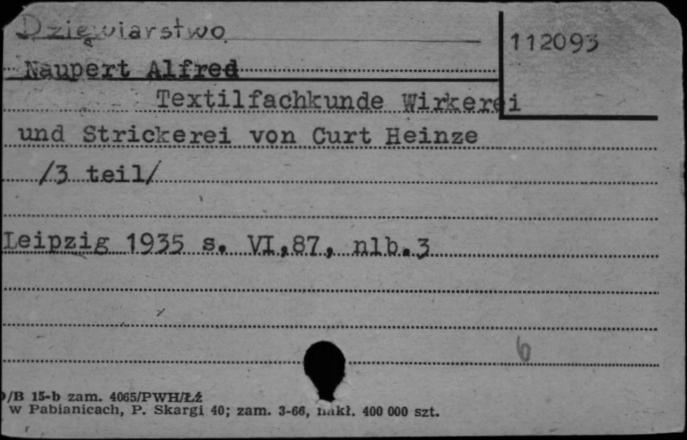 Dziewiarstwo
112093
Naupert Alfred
Textilfachkunde Wirkerei
und Strickerei von Curt Heinze
/3 teil/
Leipzig 1935 s. VI,87, nlb.3
6
/B 15-b zam. 4065/PWH/Łź
w Pabianicach, P. Skargi 40; zam. 3-66, nakł. 400 000 szt.